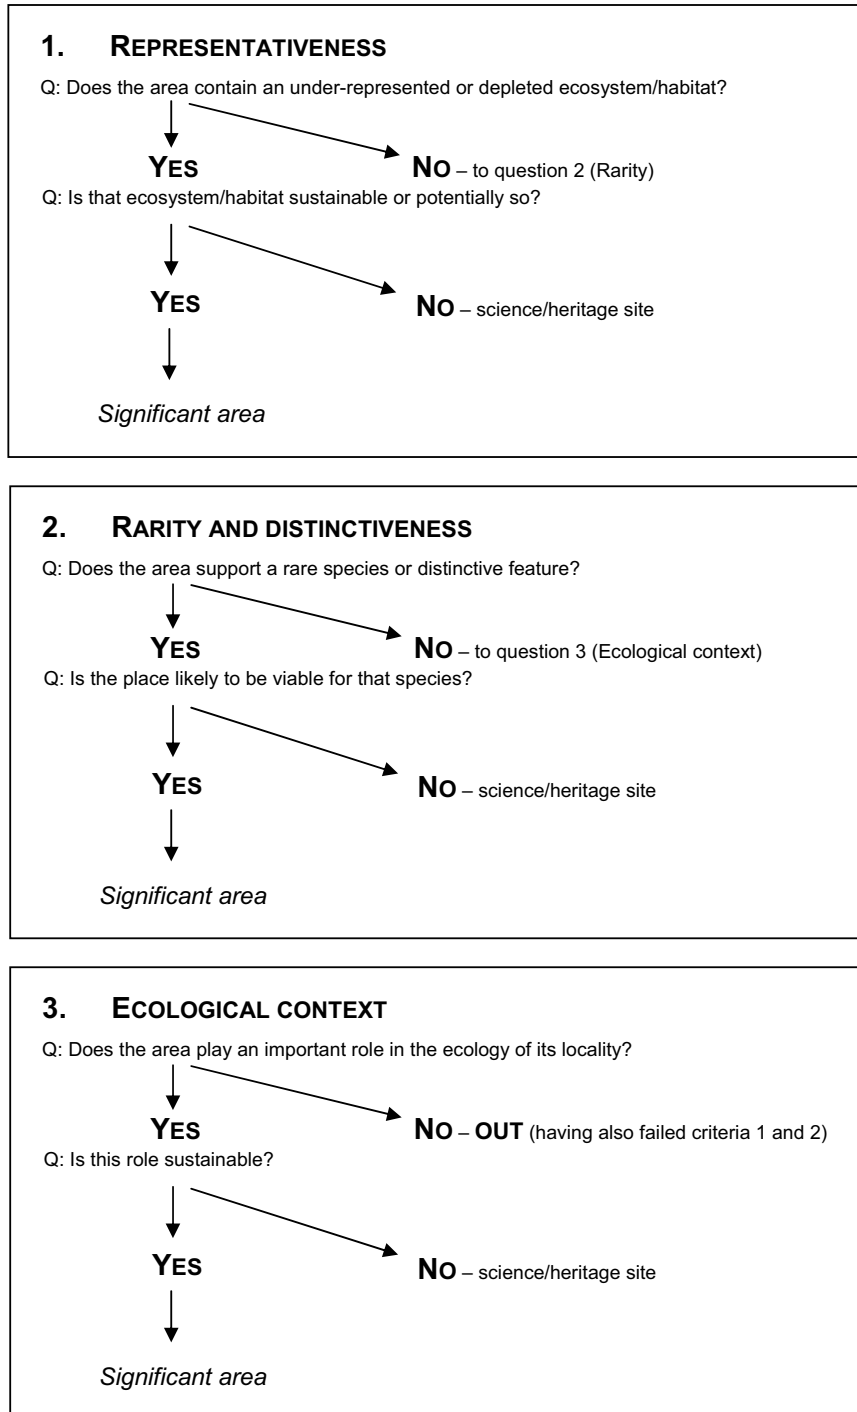 1. REPRESENTATIVENESS
Q: Does the area contain an under-represented or depleted ecosystem/habitat?
YES NO – to question 2 (Rarity)
Q: Is that ecosystem/habitat sustainable or potentially so?
YES NO – science/heritage site
Significant area
2. RARITY AND DISTINCTIVENESS
Q: Does the area support a rare species or distinctive feature?
YES NO – to question 3 (Ecological context)
Q: Is the place likely to be viable for that species?
YES NO – science/heritage site
Significant area
3. ECOLOGICAL CONTEXT
Q: Does the area play an important role in the ecology of its locality?
YES NO – OUT (having also failed criteria 1 and 2)
Q: Is this role sustainable?
YES NO – science/heritage site
Significant area